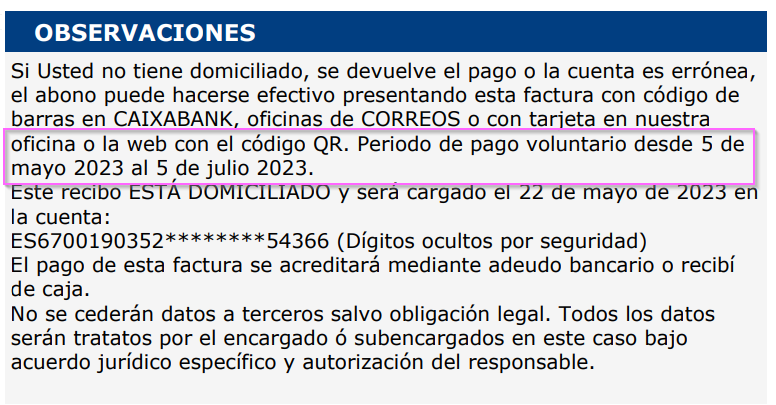 OBSERVACIONES
Si Usted no tiene domiciliado, se devuelve el pago o la cuenta es errónea,
el abono puede hacerse efectivo presentando esta factura con código de
barras en CAIXABANK, oficinas de CORREOS o con tarjeta en nuestra
oficina o la web con el código QR. Periodo de pago voluntario desde 5 de
mayo 2023 al 5 de julio 2023.
Este recibo ESTÁ DOMICILIADO y será cargado el 22 de mayo de 2023 en
la cuenta:
ES6700190352********54366 (Dígitos ocultos por seguridad)
El pago de esta factura se acreditará mediante adeudo bancario o recibí
de caja.
No se cederán datos a terceros salvo obligación legal. Todos los datos
serán tratatos por el encargado ó subencargados en este caso bajo
acuerdo jurídico específico y autorización del responsable.